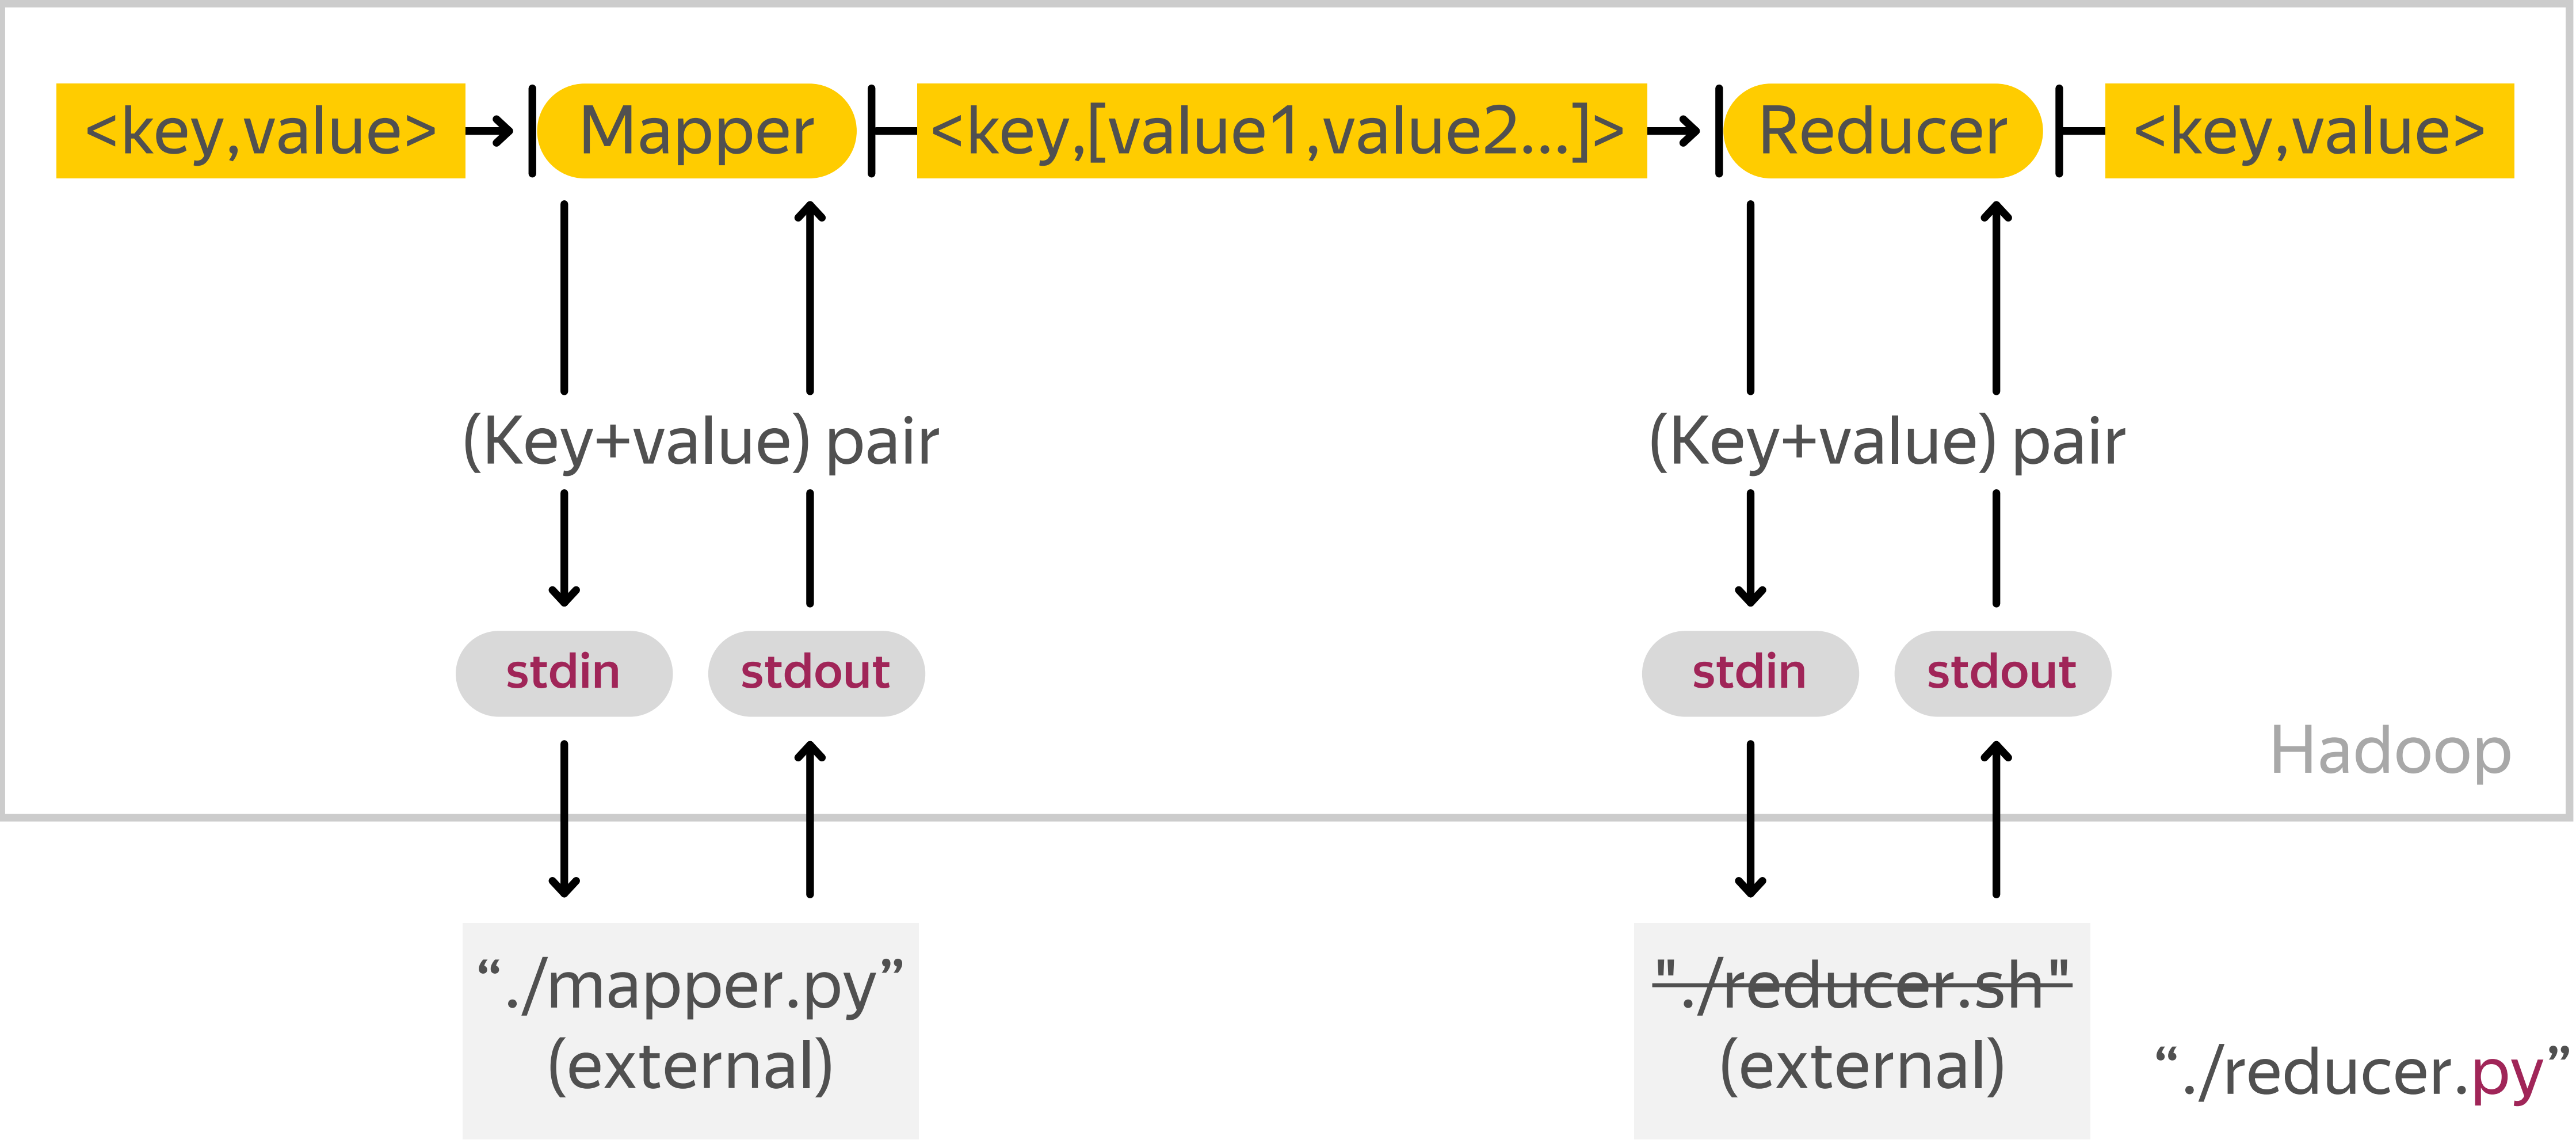 <key,value>
Mapper
<key,[value1,value2...]>
Reducer
<key,value>
(Key+value) pair
(Key+value) pair
stdin
stdout
stdin
stdout
Hadoop
“./mapper.py”
(external)
"./reducer.sh"
(external)
“./reducer.py”